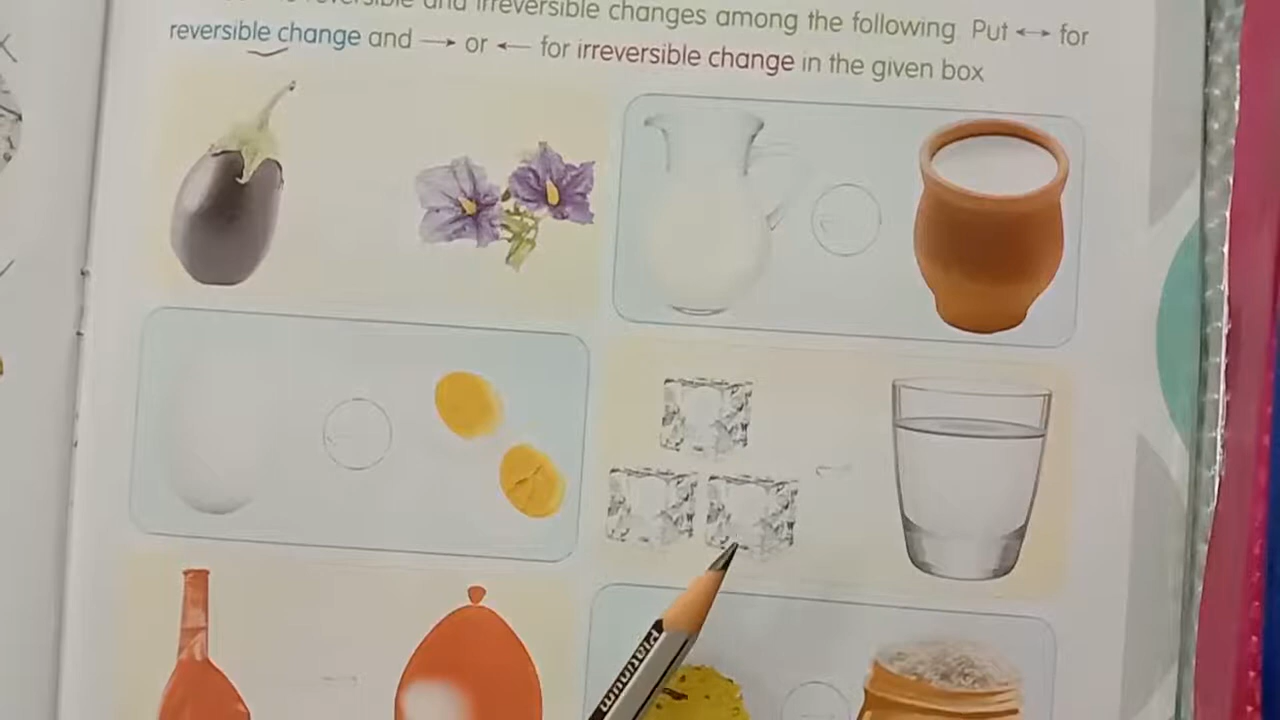 reversible and irreversible changes among the following Put ↔ for
reversible change and → or ← for irreversible change in the given box
Platinum